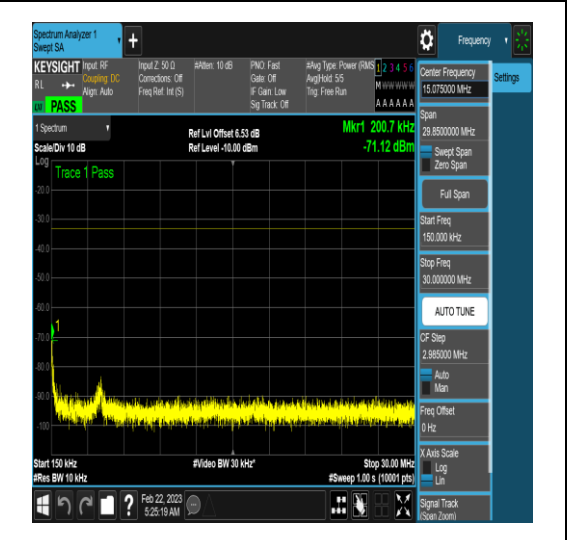 Spectrum Analyzer 1
Swept SA
Frequency
KEYSIGHT
R L
PASS
Input: RF
Coupling: DC
Align: Auto
Input Z: 50 Ω
Corrections: Off
Freq Ref: Int (S)
#Atten: 10 dB
PNO: Fast
Gate: Off
IF Gain: Low
Sig Track: Off
#Avg Type: Power (RMS
Avg|Hold: 5/5
Trig: Free Run
1 2 3 4 5 6
M W W W W W
A A A A A A
1 Spectrum
Scale/Div 10 dB
Ref Lvl Offset 6.53 dB
Ref Level -10.00 dBm
Mkr1 200.7 kHz
-71.12 dBm
Log
Trace 1 Pass
-20.0
-30.0
-40.0
-50.0
-60.0
1
-70.0
-80.0
-90.0
-100
Start 150 kHz
#Res BW 10 kHz
#Video BW 30 kHz*
Stop 30.00 MHz
#Sweep 1.00 s (10001 pts)
Feb 22, 2023
5:25:19 AM
Center Frequency
15.075000 MHz
Settings
Span
29.8500000 MHz
Swept Span
Zero Span
Full Span
Start Freq
150.000 kHz
Stop Freq
30.000000 MHz
AUTO TUNE
CF Step
2.985000 MHz
Auto
Man
Freq Offset
0 Hz
X Axis Scale
Log
Lin
Signal Track
(Span Zoom)